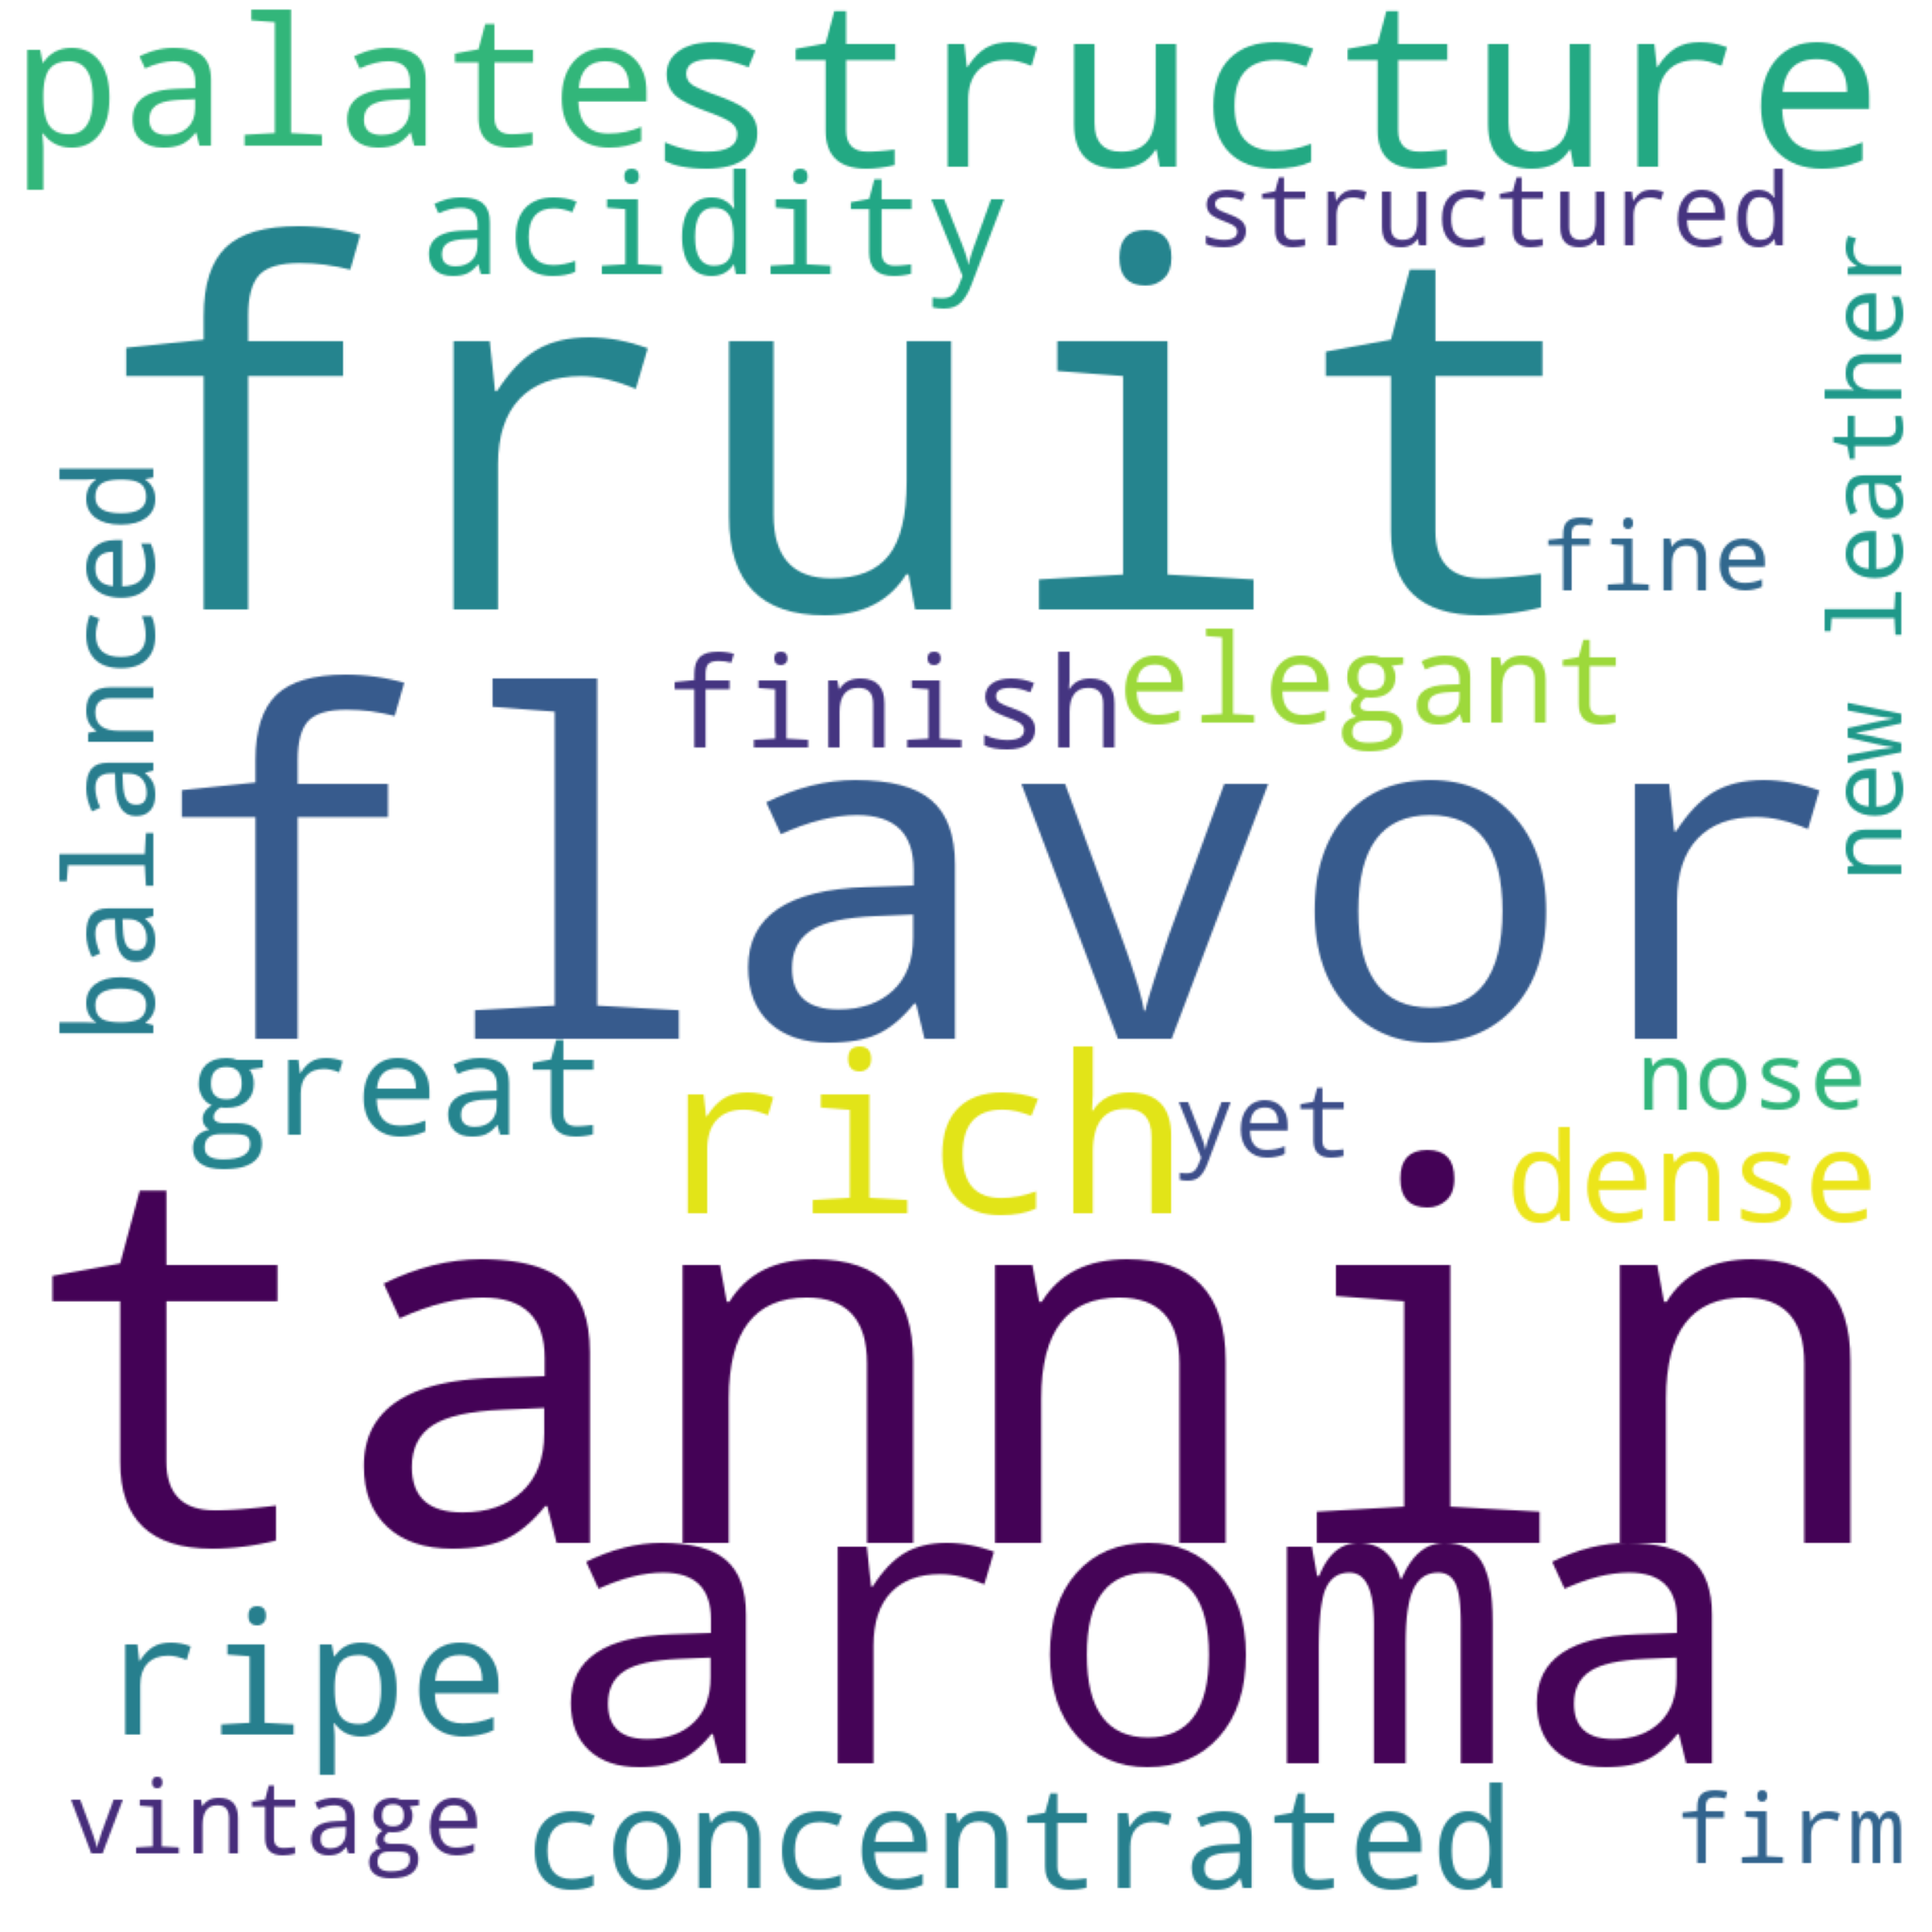 palate structure
acidity structured
fruit
new leather
balanced
fine
finish elegant
flavor
great rich yet nose
dense
tannin
aroma
ripe
vintage concentrated firm